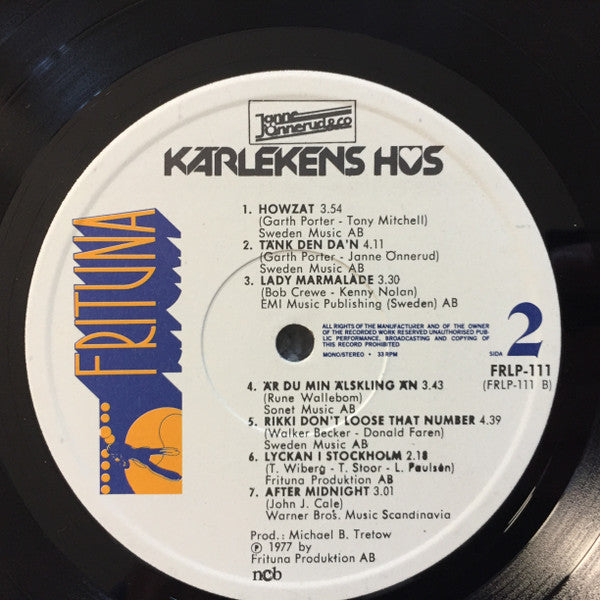 Janne
Önnerud & co
KÄRLEKENS HUS
FRITUNA
1. HOWZAT 3.54
(Garth Porter - Tony Mitchell)
Sweden Music AB
2. TÄNK DEN DA'N 4.11
(Garth Porter - Janne Önnerud)
Sweden Music AB
3. LADY MARMALADE 3.30
(Bob Crewe - Kenny Nolan)
EMI Music Publishing (Sweden) AB
ALL RIGHTS OF THE MANUFACTURER AND OF THE OWNER
OF THE RECORDED WORK RESERVED UNAUTHORISED PUB-
LIC PERFORMANCE, BROADCASTING AND COPYING OF
THIS RECORD PROHIBITED
MONO/STEREO • 33 RPM
SIDA 2
FRLP-111
(FRLP-111 B)
4. ÄR DU MIN ÄLSKLING ÄN 3.43
(Rune Wallebom)
Sonet Music AB
5. RIKKI DON'T LOOSE THAT NUMBER 4.39
(Walker Becker - Donald Faren)
Sweden Music AB
6. LYCKAN I STOCKHOLM 2.18
(T. Wiberg - T. Stoor - L. Paulsén)
Frituna Produktion AB
7. AFTER MIDNIGHT 3.01
(John J. Cale)
Warner Bros. Music Scandinavia
Prod.: Michael B. Tretow
℗ 1977 by
Frituna Produktion AB
ncb